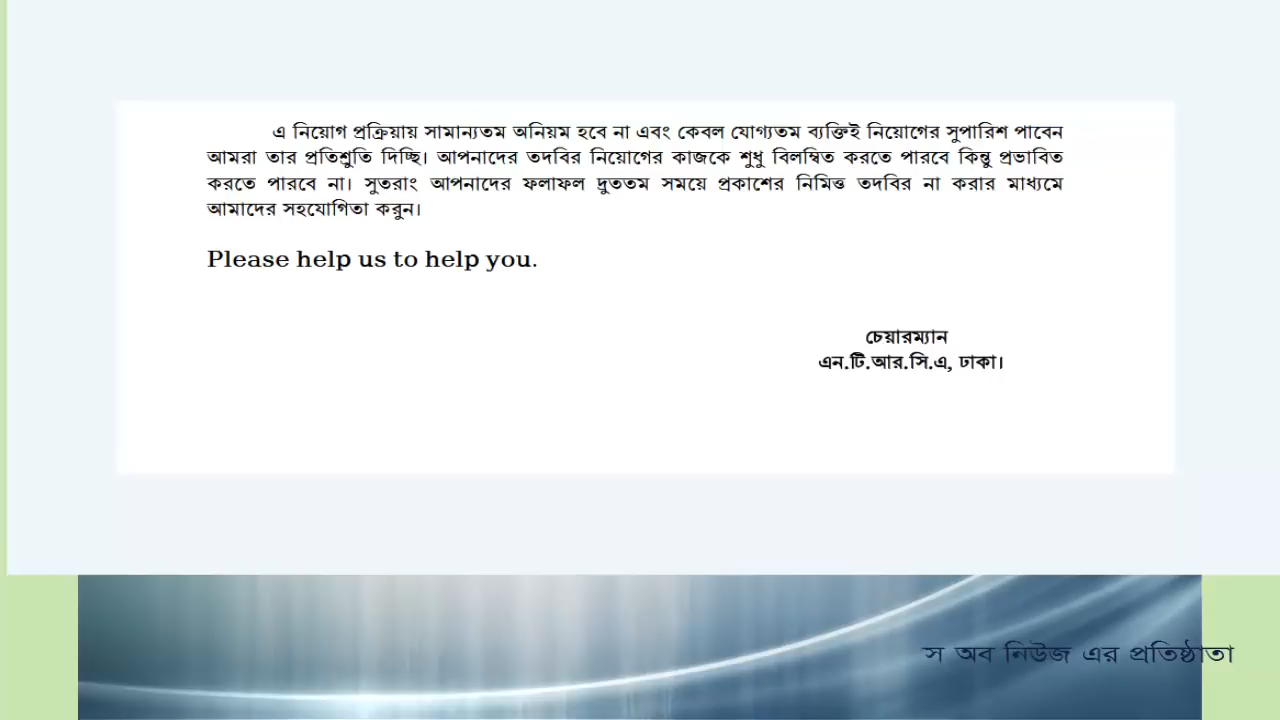 এ নিয়োগ প্রক্রিয়ায় সামান্যতম অনিয়ম হবে না এবং কেবল যোগ্যতম ব্যক্তিই নিয়োগের সুপারিশ পাবেন
আমরা তার প্রতিশ্রুতি দিচ্ছি। আপনাদের তদবির নিয়োগের কাজকে শুধু বিলম্বিত করতে পারবে কিন্তু প্রভাবিত
করতে পারবে না। সুতরাং আপনাদের ফলাফল দ্রুততম সময়ে প্রকাশের নিমিত্ত তদবির না করার মাধ্যমে
আমাদের সহযোগিতা করুন।
Please help us to help you.
চেয়ারম্যান
এন.টি.আর.সি.এ, ঢাকা।
স অব নিউজ এর প্রতিষ্ঠাতা